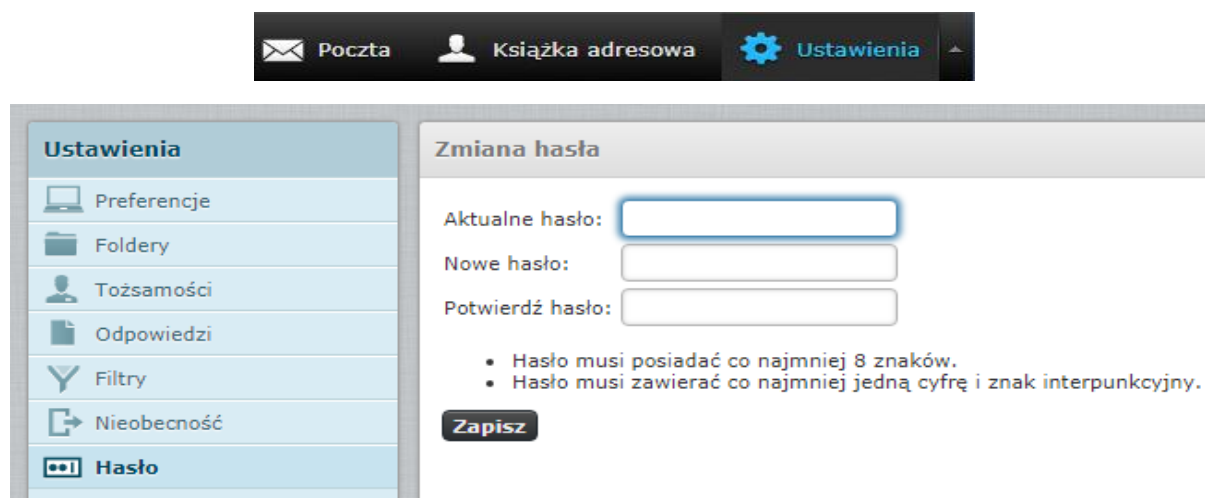 Poczta Książka adresowa Ustawienia
Ustawienia
Preferencje
Foldery
Tożsamości
Odpowiedzi
Filtry
Nieobecność
Hasło
Zmiana hasła
Aktualne hasło:
Nowe hasło:
Potwierdź hasło:
• Hasło musi posiadać co najmniej 8 znaków.
• Hasło musi zawierać co najmniej jedną cyfrę i znak interpunkcyjny.
Zapisz